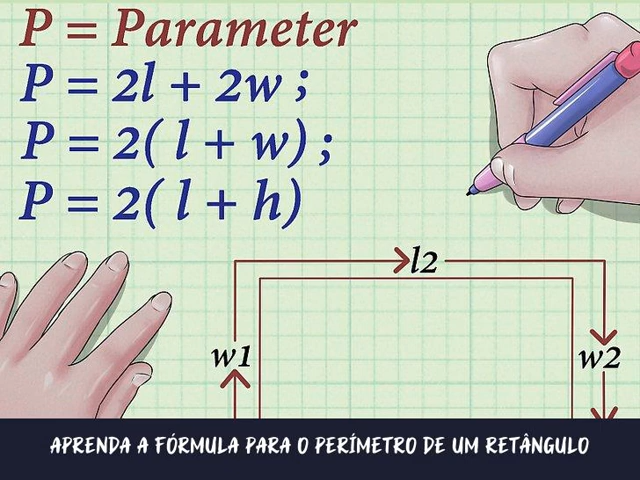 P = Parameter
P = 2l + 2w ;
P = 2( l + w) ;
P = 2( l + h)
l2
w1
w2
APRENDA A FÓRMULA PARA O PERÍMETRO DE UM RETÂNGULO